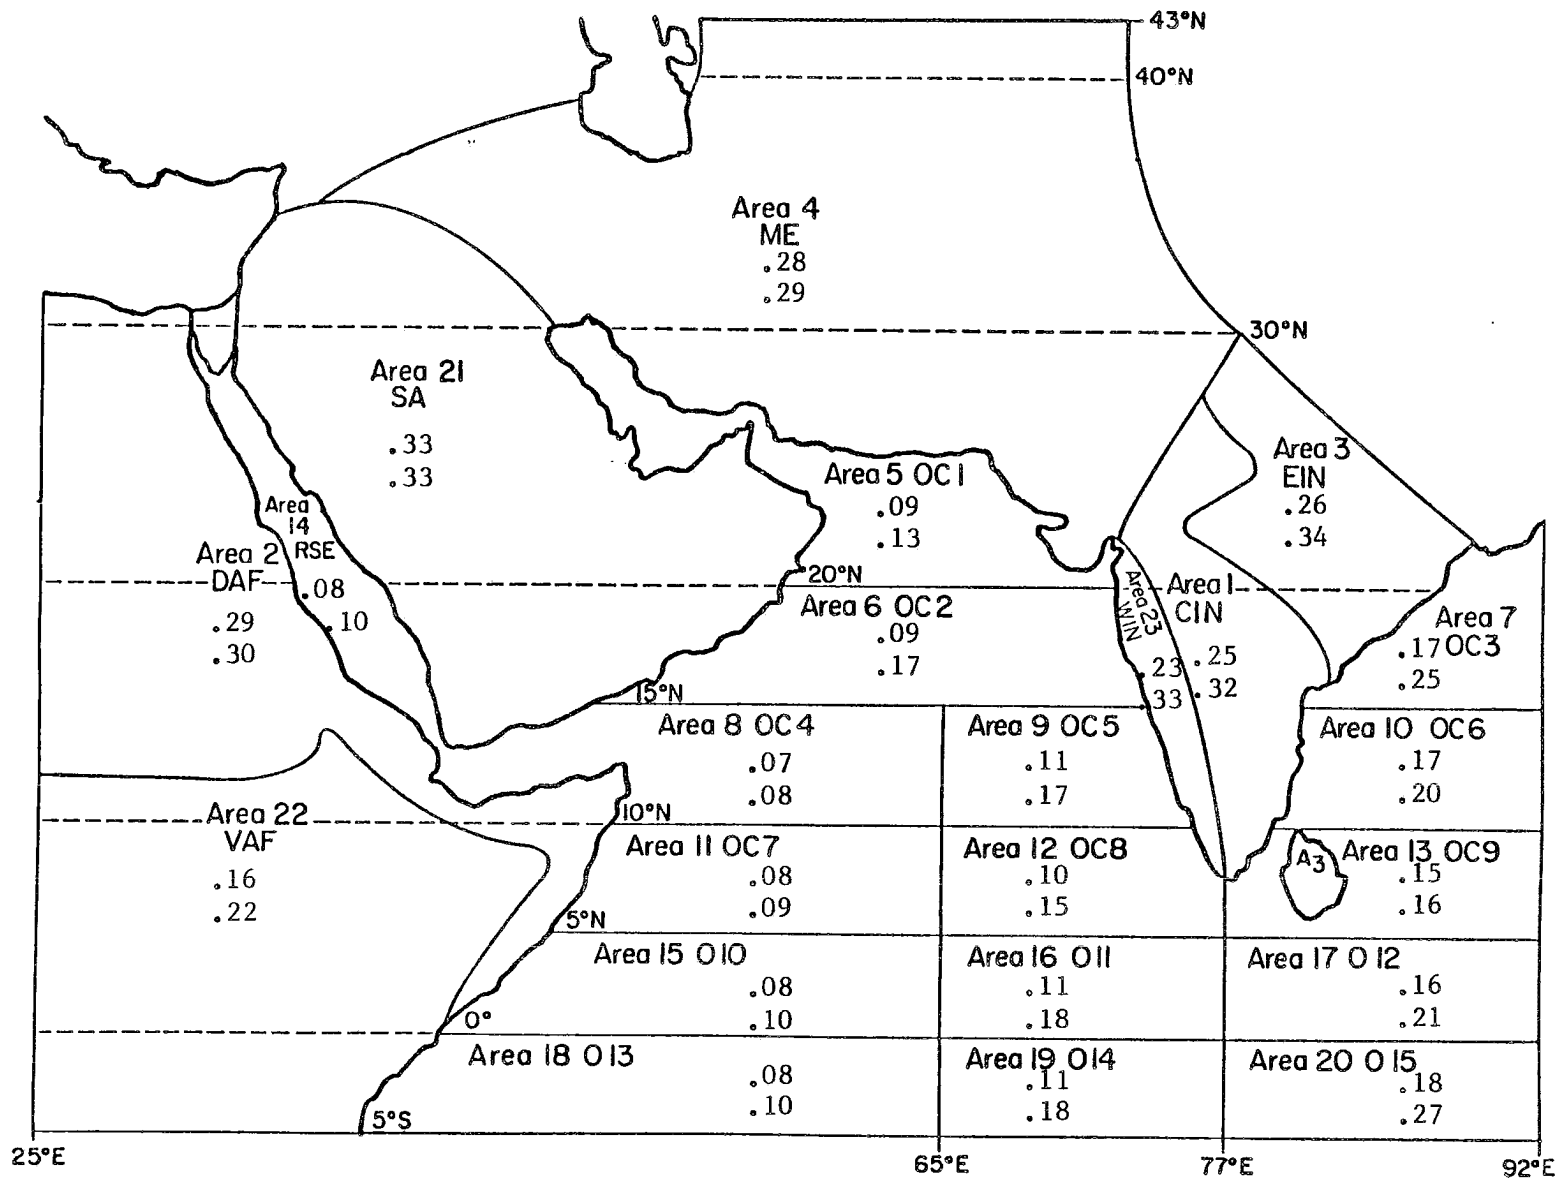 43°N
40°N
Area 4
ME
.28
.29
30°N
Area 21
SA
.33
.33
Area 3
EIN
.26
.34
Area 5 OC1
.09
.13
Area
14
RSE
.08
.10
Area 2
DAF
.29
.30
20°N
Area 6 OC2
.09
.17
Area 23
WIN
.23
.33
Area 1
CIN
.25
.32
Area 7
.17 OC3
.25
15°N
Area 8 OC4
.07
.08
Area 9 OC5
.11
.17
Area 10 OC6
.17
.20
10°N
Area 22
VAF
.16
.22
Area 11 OC7
.08
.09
Area 12 OC8
.10
.15
A3
Area 13 OC9
.15
.16
5°N
Area 15 O10
.08
.10
Area 16 O11
.11
.18
Area 17 O12
.16
.21
0°
Area 18 O13
.08
.10
Area 19 O14
.11
.18
Area 20 O15
.18
.27
5°S
25°E
65°E
77°E
92°E